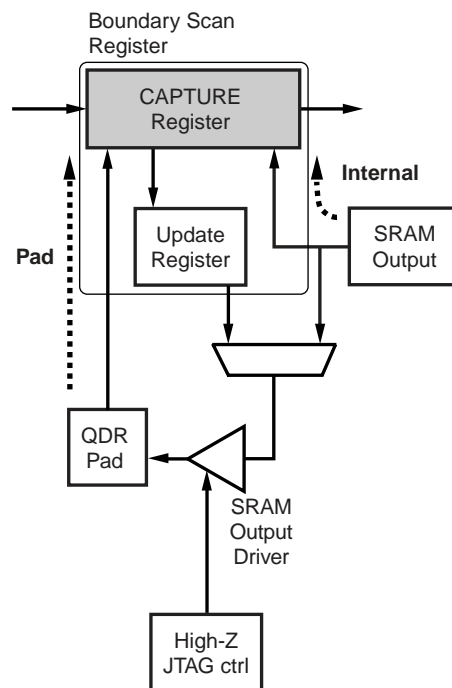 Boundary Scan
Register
CAPTURE
Register
Internal
Update
Register
SRAM
Output
Pad
QDR
Pad
SRAM
Output
Driver
High-Z
JTAG ctrl